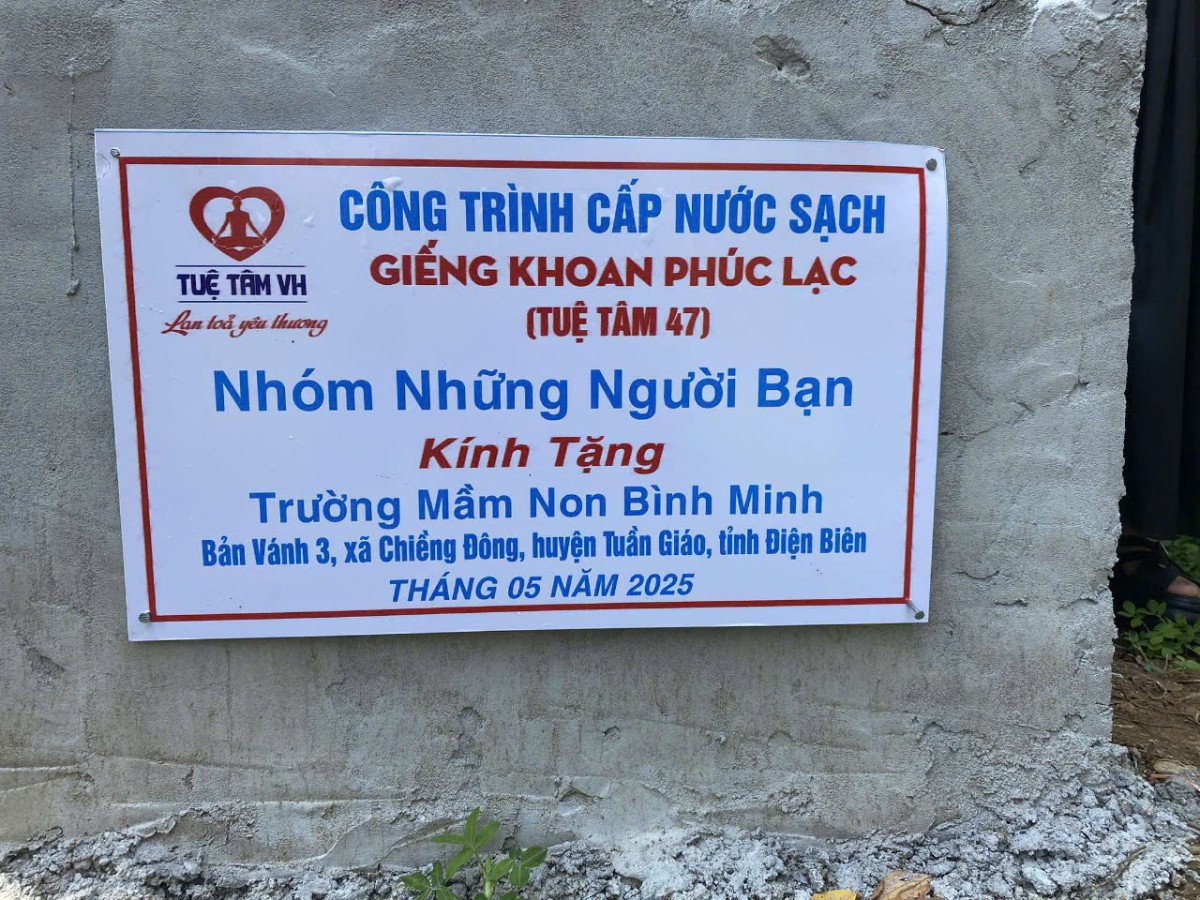 TUỆ TÂM VH
Lan toả yêu thương
CÔNG TRÌNH CẤP NƯỚC SẠCH
GIẾNG KHOAN PHÚC LẠC
(TUỆ TÂM 47)
Nhóm Những Người Bạn
Kính Tặng
Trường Mầm Non Bình Minh
Bản Vánh 3, xã Chiềng Đông, huyện Tuần Giáo, tỉnh Điện Biên
THÁNG 05 NĂM 2025